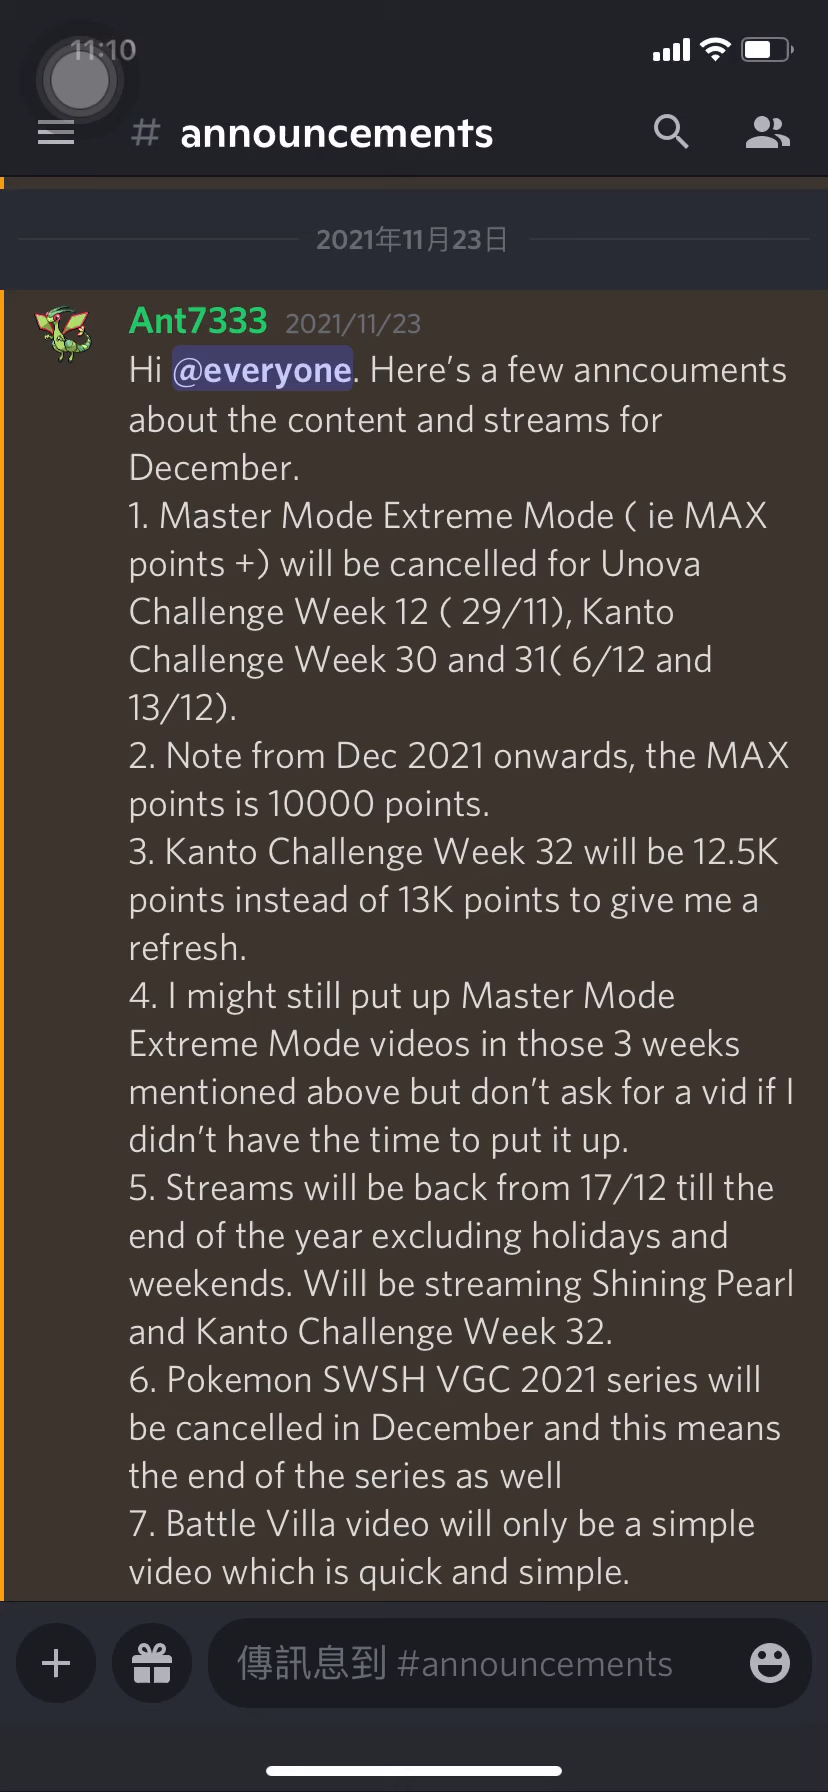 11:10
# announcements
2021年11月23日
Ant7333 2021/11/23
Hi @everyone. Here's a few anncouments
about the content and streams for
December.
1. Master Mode Extreme Mode ( ie MAX
points +) will be cancelled for Unova
Challenge Week 12 ( 29/11), Kanto
Challenge Week 30 and 31( 6/12 and
13/12).
2. Note from Dec 2021 onwards, the MAX
points is 10000 points.
3. Kanto Challenge Week 32 will be 12.5K
points instead of 13K points to give me a
refresh.
4. I might still put up Master Mode
Extreme Mode videos in those 3 weeks
mentioned above but don't ask for a vid if I
didn't have the time to put it up.
5. Streams will be back from 17/12 till the
end of the year excluding holidays and
weekends. Will be streaming Shining Pearl
and Kanto Challenge Week 32.
6. Pokemon SWSH VGC 2021 series will
be cancelled in December and this means
the end of the series as well
7. Battle Villa video will only be a simple
video which is quick and simple.
傳訊息到 #announcements